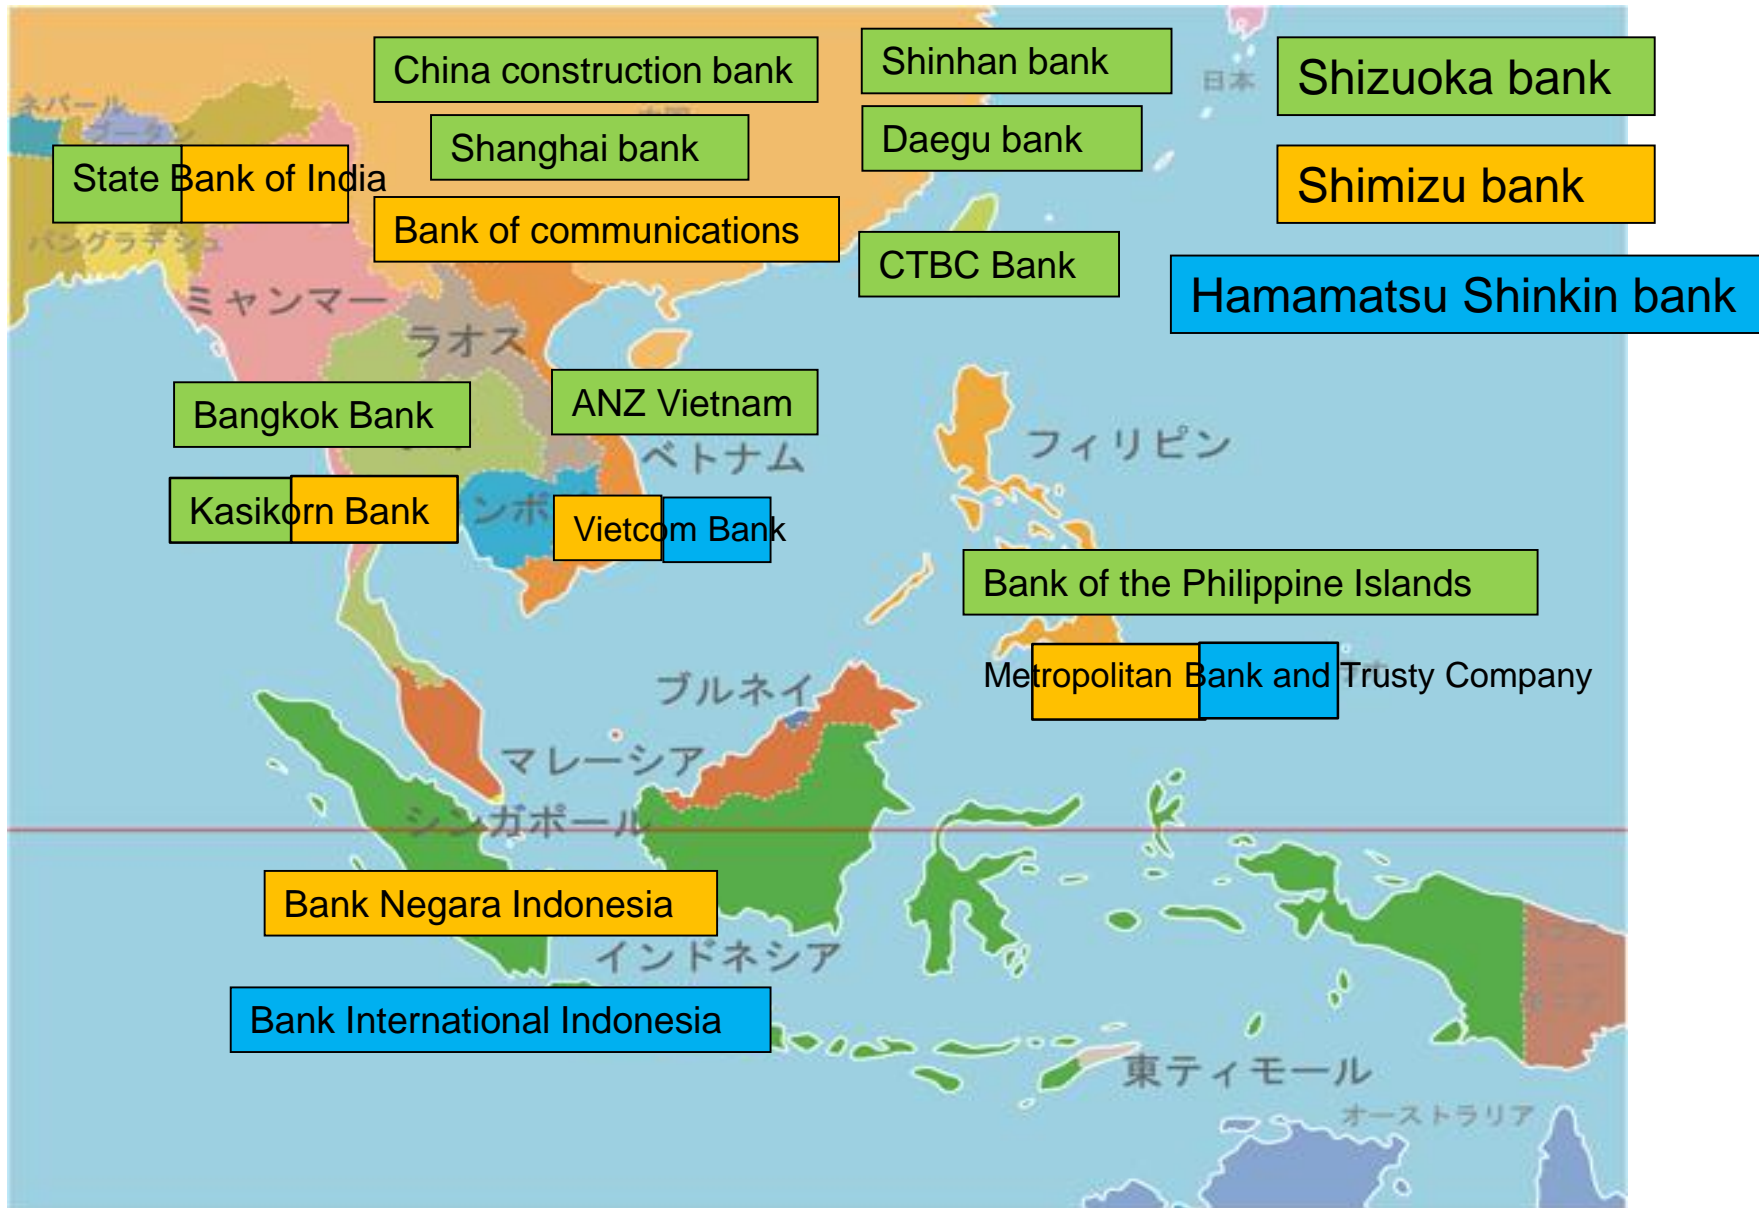 China construction bank
Shinhan bank
Shizuoka bank
日本
ネパール
ブータン
Shanghai bank
Daegu bank
State Bank of India
Shimizu bank
バングラデシュ
Bank of communications
CTBC Bank
Hamamatsu Shinkin bank
ミャンマー
ラオス
Bangkok Bank
ANZ Vietnam
ベトナム
フィリピン
Kasikorn Bank
Vietcom Bank
Bank of the Philippine Islands
Metropolitan Bank and Trusty Company
ブルネイ
マレーシア
シンガポール
Bank Negara Indonesia
インドネシア
Bank International Indonesia
東ティモール
オーストラリア